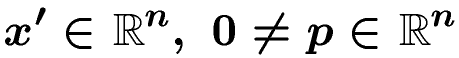 x′ ∈ ℝⁿ, 0 ≠ p ∈ ℝⁿ